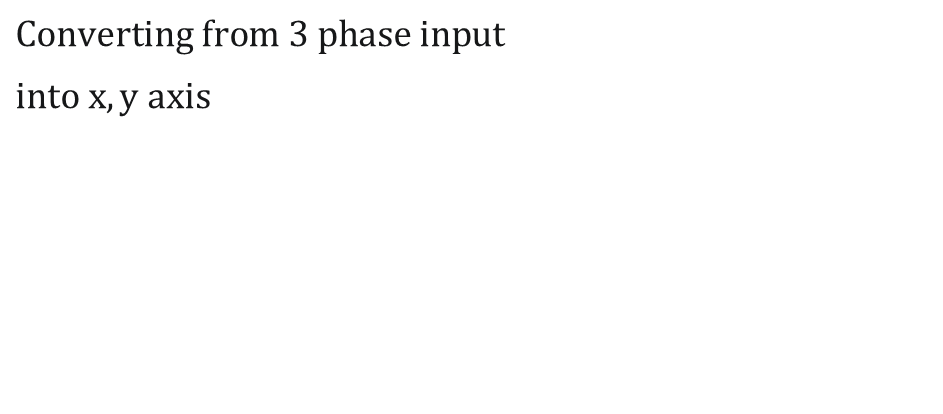 Converting from 3 phase input
into x, y axis